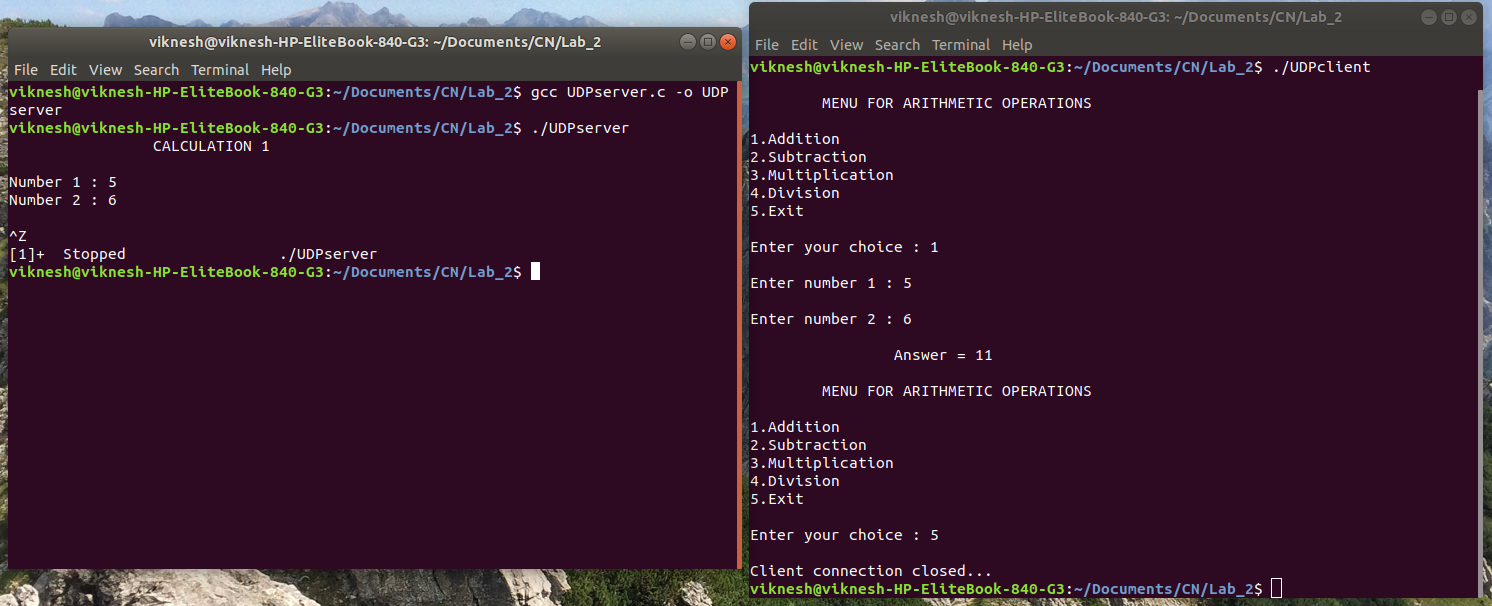 viknesh@viknesh-HP-EliteBook-840-G3: ~/Documents/CN/Lab_2
File Edit View Search Terminal Help
viknesh@viknesh-HP-EliteBook-840-G3:~/Documents/CN/Lab_2$ gcc UDPserver.c -o UDP
server
viknesh@viknesh-HP-EliteBook-840-G3:~/Documents/CN/Lab_2$ ./UDPserver
CALCULATION 1
Number 1 : 5
Number 2 : 6
^Z
[1]+  Stopped                 ./UDPserver
viknesh@viknesh-HP-EliteBook-840-G3:~/Documents/CN/Lab_2$
viknesh@viknesh-HP-EliteBook-840-G3: ~/Documents/CN/Lab_2
File Edit View Search Terminal Help
viknesh@viknesh-HP-EliteBook-840-G3:~/Documents/CN/Lab_2$ ./UDPclient
MENU FOR ARITHMETIC OPERATIONS
1.Addition
2.Subtraction
3.Multiplication
4.Division
5.Exit
Enter your choice : 1
Enter number 1 : 5
Enter number 2 : 6
Answer = 11
MENU FOR ARITHMETIC OPERATIONS
1.Addition
2.Subtraction
3.Multiplication
4.Division
5.Exit
Enter your choice : 5
Client connection closed...
viknesh@viknesh-HP-EliteBook-840-G3:~/Documents/CN/Lab_2$